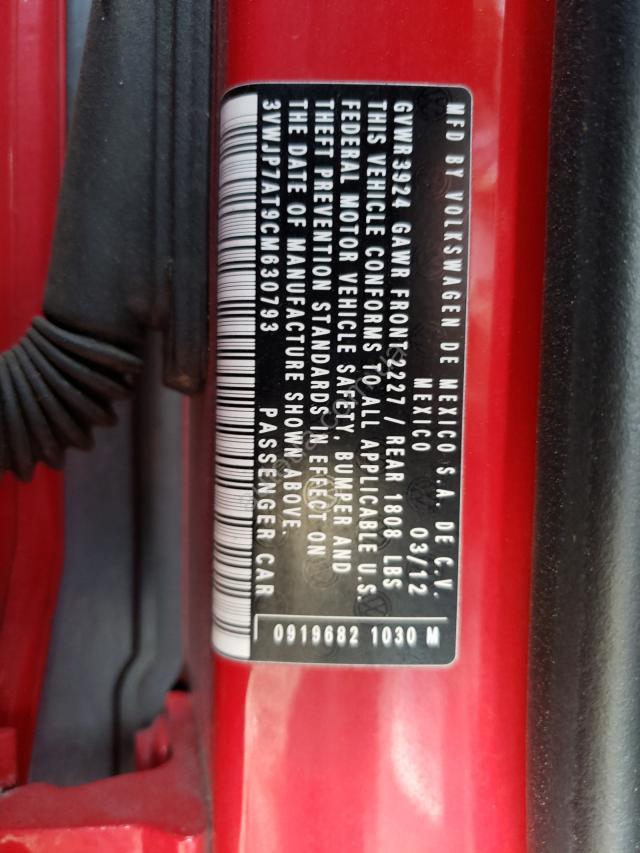 MFD BY VOLKSWAGEN DE MEXICO S.A. DE C.V.
MEXICO 03/12
GVWR3924 GAWR FRONT 2227 / REAR 1808 LBS
THIS VEHICLE CONFORMS TO ALL APPLICABLE U.S.
FEDERAL MOTOR VEHICLE SAFETY, BUMPER AND
THEFT PREVENTION STANDARDS IN EFFECT ON
THE DATE OF MANUFACTURE SHOWN ABOVE.
3VWJP7AT9CM630793 PASSENGER CAR
0919682 1030 M